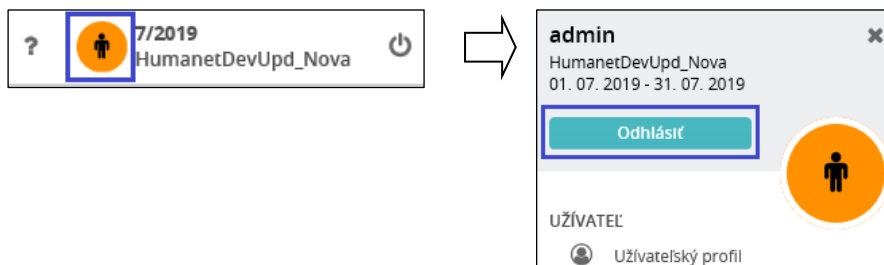 ?
7/2019
HumanetDevUpd_Nova
admin
HumanetDevUpd_Nova
01. 07. 2019 - 31. 07. 2019
Odhlásiť
UŽÍVATEĽ
Užívateľský profil